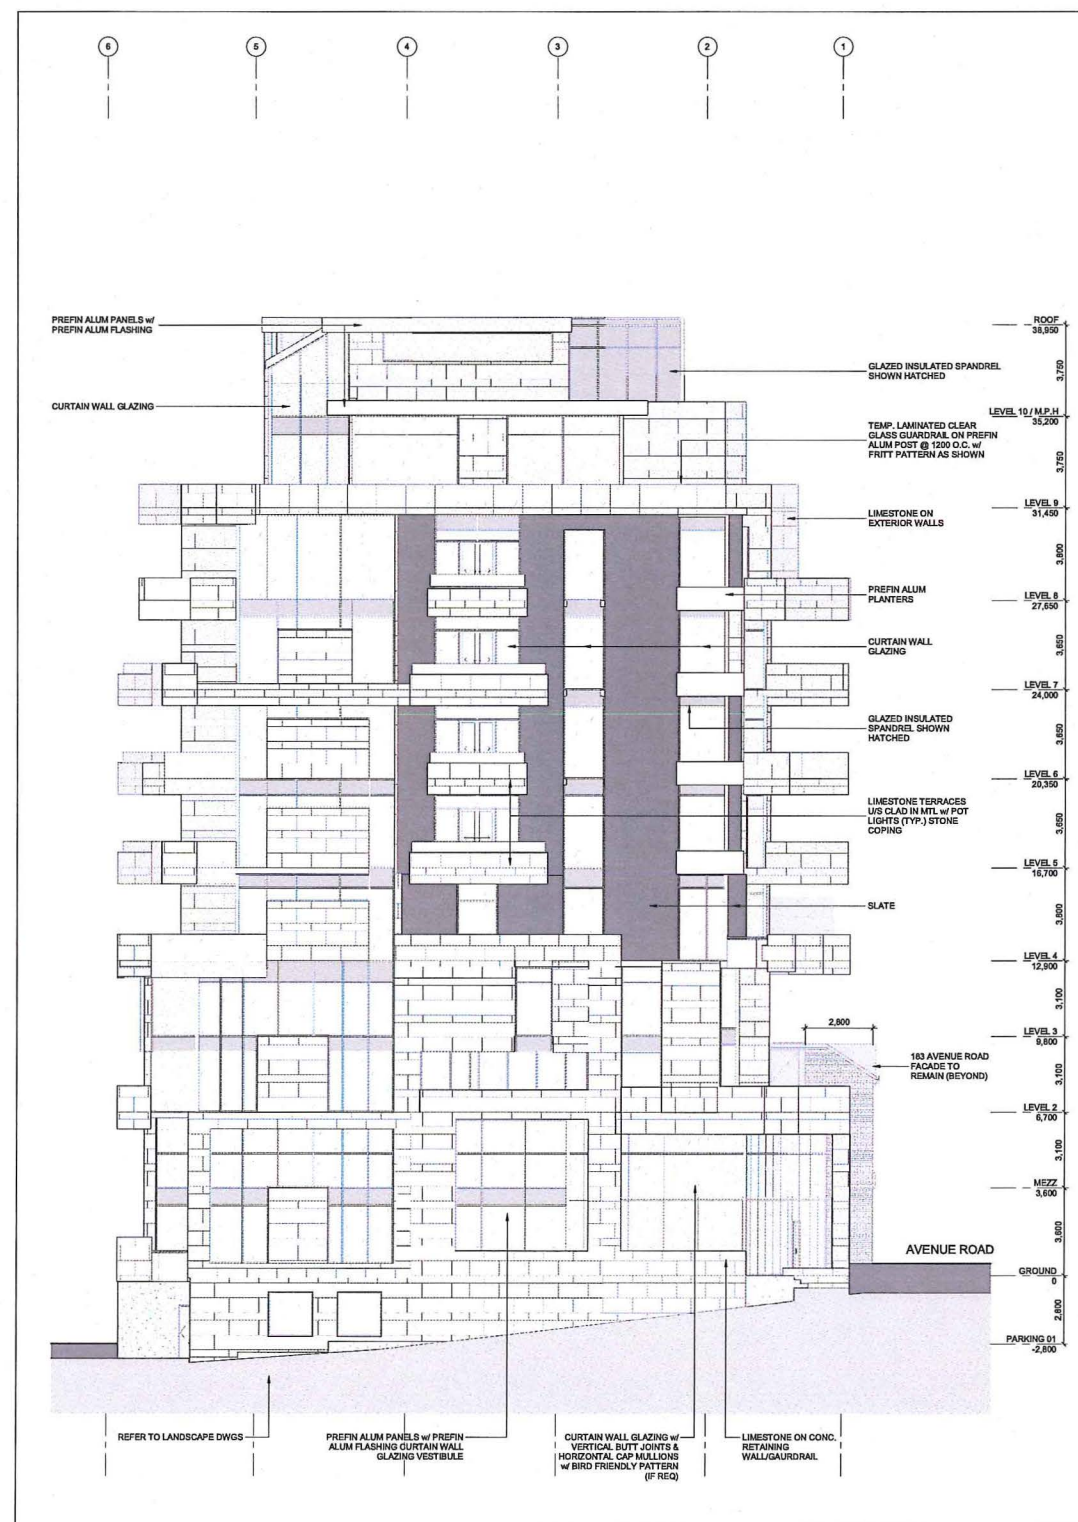 6 5 4 3 2 1
PREFIN ALUM PANELS w/
PREFIN ALUM FLASHING
CURTAIN WALL GLAZING
ROOF
38,950
3,750
GLAZED INSULATED SPANDREL
SHOWN HATCHED
LEVEL 10 / M.P.H
35,200
TEMP. LAMINATED CLEAR
GLASS GUARDRAIL ON PREFIN
ALUM POST @ 1200 O.C. w/
FRITT PATTERN AS SHOWN
3,750
LEVEL 9
31,450
LIMESTONE ON
EXTERIOR WALLS
3,800
PREFIN ALUM
PLANTERS
LEVEL 8
27,650
CURTAIN WALL
GLAZING
3,650
LEVEL 7
24,000
GLAZED INSULATED
SPANDREL SHOWN
HATCHED
3,650
LEVEL 6
20,350
LIMESTONE TERRACES
U/S CLAD IN MTL w/ POT
LIGHTS (TYP.) STONE
COPING
3,650
LEVEL 5
16,700
SLATE
3,800
LEVEL 4
12,900
3,100
2,600
LEVEL 3
9,800
183 AVENUE ROAD
FACADE TO
REMAIN (BEYOND)
3,100
LEVEL 2
6,700
3,100
MEZZ
3,600
3,600
AVENUE ROAD
GROUND
0
2,800
PARKING 01
-2,800
REFER TO LANDSCAPE DWGS
PREFIN ALUM PANELS w/ PREFIN
ALUM FLASHING CURTAIN WALL
GLAZING VESTIBULE
CURTAIN WALL GLAZING w/
VERTICAL BUTT JOINTS &
HORIZONTAL CAP MULLIONS
w/ BIRD FRIENDLY PATTERN
(IF REQ)
LIMESTONE ON CONC.
RETAINING
WALL/GAURDRAIL